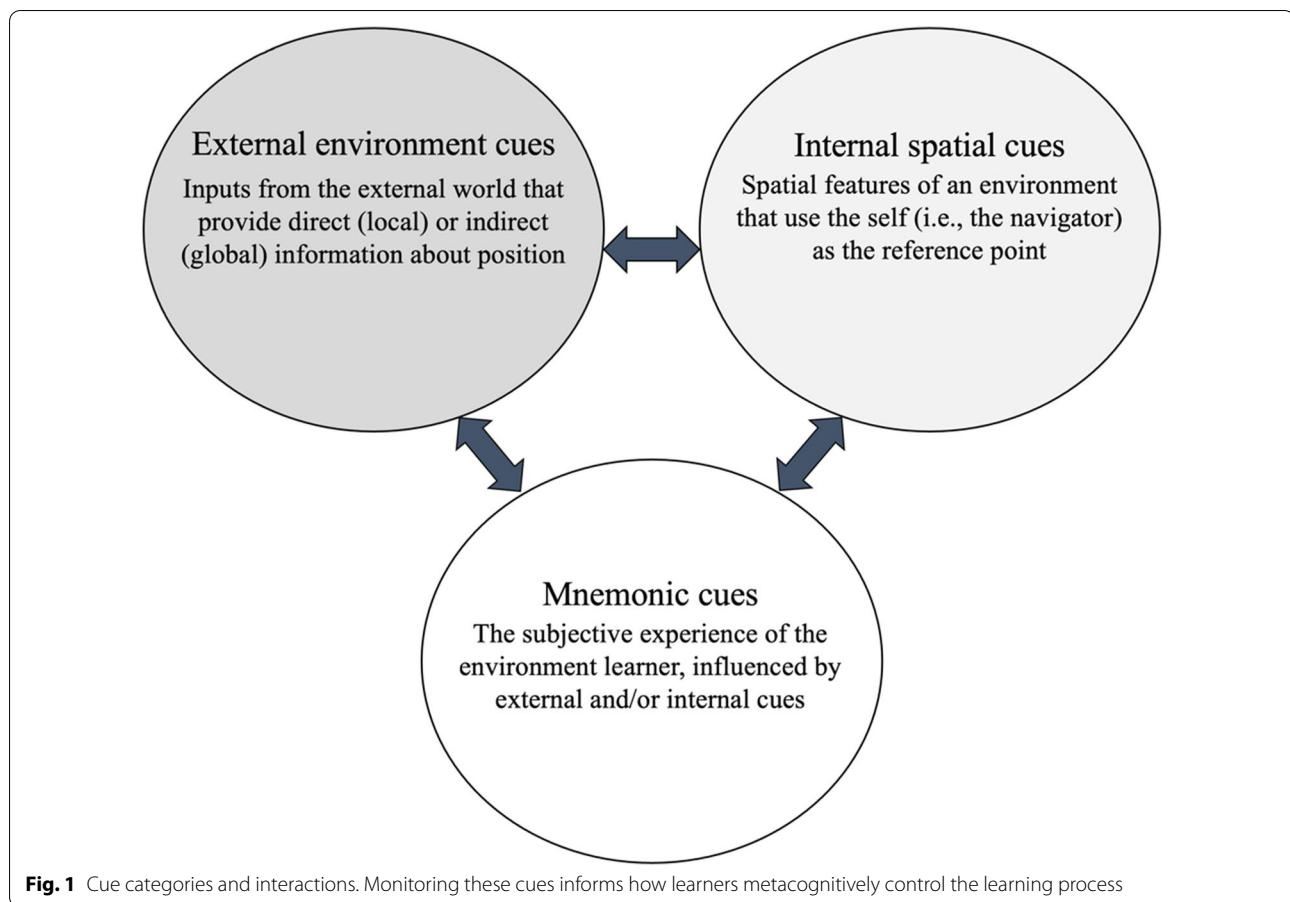 External environment cues
Inputs from the external world that
provide direct (local) or indirect
(global) information about position
Internal spatial cues
Spatial features of an environment
that use the self (i.e., the navigator)
as the reference point
Mnemonic cues
The subjective experience of the
environment learner, influenced by
external and/or internal cues
Fig. 1 Cue categories and interactions. Monitoring these cues informs how learners metacognitively control the learning process